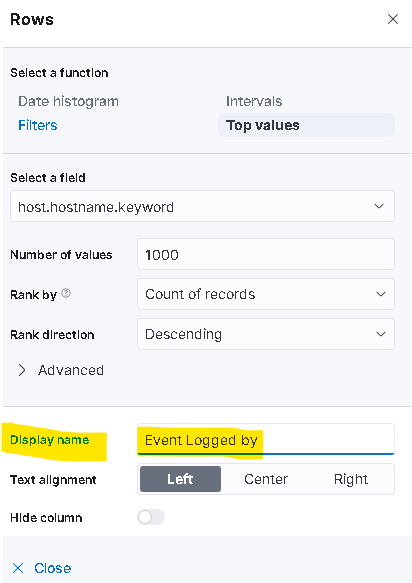 Rows
Select a function
Date histogram Intervals
Filters Top values
Select a field
host.hostname.keyword
Number of values 1000
Rank by Count of records
Rank direction Descending
Advanced
Display name Event Logged by
Text alignment Left Center Right
Hide column
Close